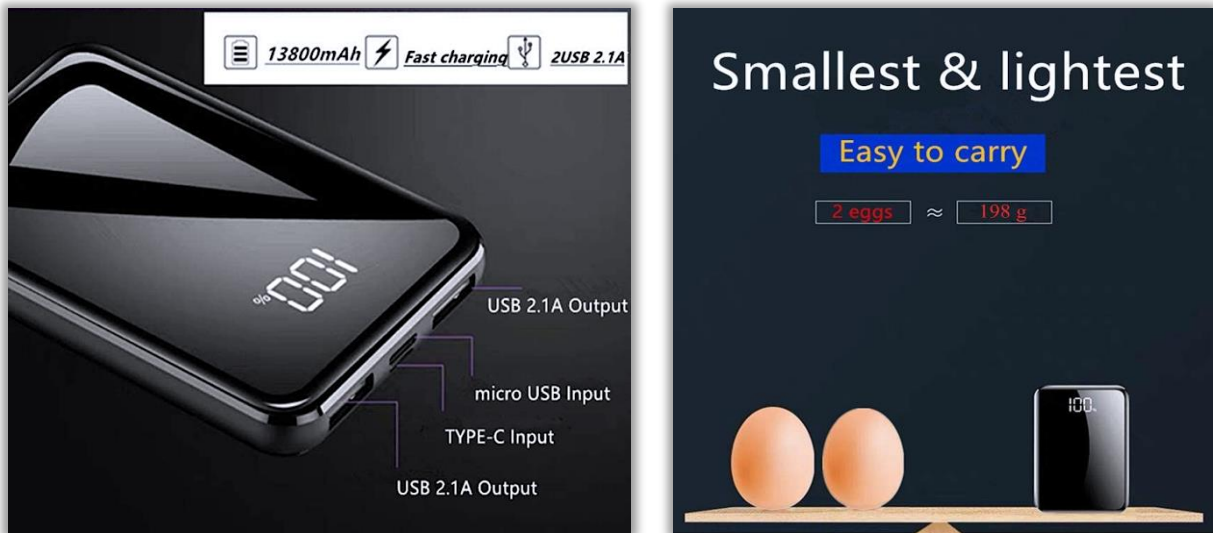 13800mAh Fast charging 2USB 2.1A
100%
USB 2.1A Output
micro USB Input
TYPE-C Input
USB 2.1A Output
Smallest & lightest
Easy to carry
2 eggs ≈ 198 g
100%